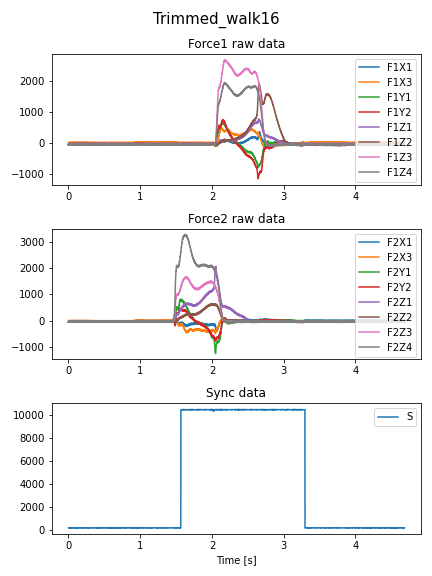 Trimmed_walk16
Force1 raw data
2000
1000
0
−1000
F1X1
F1X3
F1Y1
F1Y2
F1Z1
F1Z2
F1Z3
F1Z4
0 1 2 3 4
Force2 raw data
3000
2000
1000
0
−1000
F2X1
F2X3
F2Y1
F2Y2
F2Z1
F2Z2
F2Z3
F2Z4
0 1 2 3 4
Sync data
10000
8000
6000
4000
2000
0
S
0 1 2 3 4
Time [s]